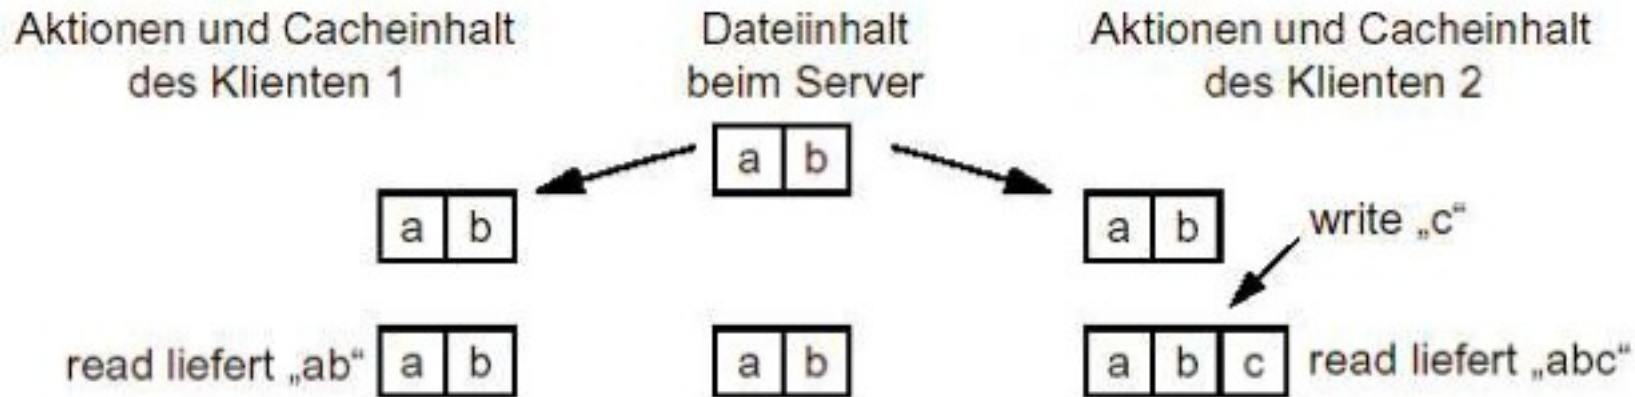 Aktionen und Cacheinhalt
des Klienten 1
Dateiinhalt
beim Server
Aktionen und Cacheinhalt
des Klienten 2
a b
a b
a b
write „c“
read liefert „ab“
a b
a b
a b c
read liefert „abc“